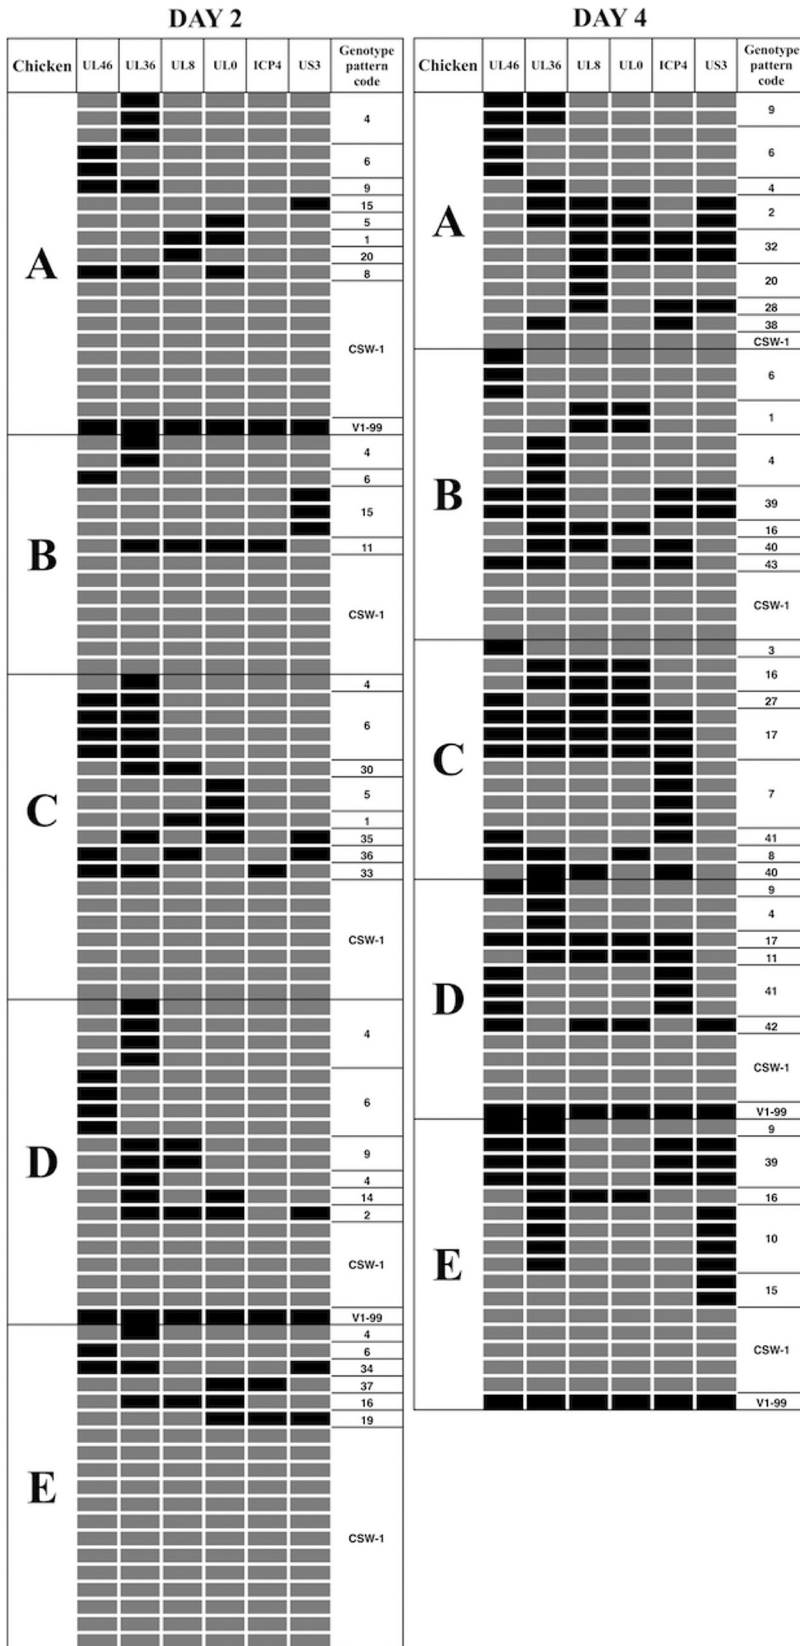 DAY 2
Chicken UL46 UL36 UL8 UL0 ICP4 US3 Genotype
pattern
code
A
4
6
9
15
5
1
20
8
CSW-1
V1-99
B
4
6
15
11
CSW-1
C
4
6
30
5
1
35
36
33
CSW-1
D
4
6
9
4
14
2
CSW-1
V1-99
E
4
6
34
37
16
19
CSW-1
DAY 4
Chicken UL46 UL36 UL8 UL0 ICP4 US3 Genotype
pattern
code
A
9
6
4
2
32
20
28
38
CSW-1
B
6
1
4
39
16
40
43
CSW-1
C
3
16
27
17
7
41
8
40
D
9
4
17
11
41
42
CSW-1
V1-99
E
9
39
16
10
15
CSW-1
V1-99